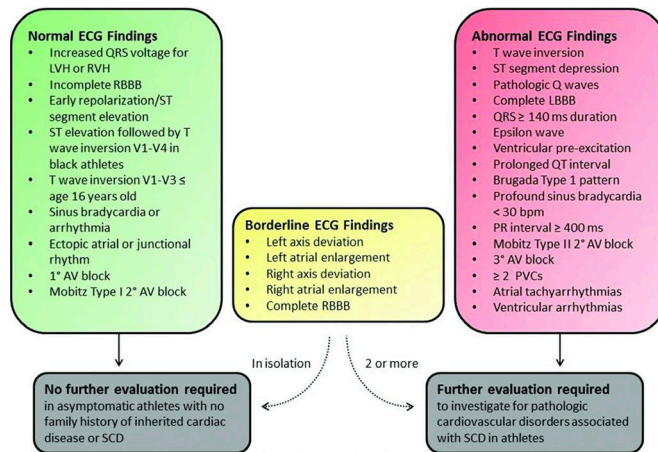 Normal ECG Findings
• Increased QRS voltage for
LVH or RVH
• Incomplete RBBB
• Early repolarization/ST
segment elevation
• ST elevation followed by T
wave inversion V1-V4 in
black athletes
• T wave inversion V1-V3 ≤
age 16 years old
• Sinus bradycardia or
arrhythmia
• Ectopic atrial or junctional
rhythm
• 1° AV block
• Mobitz Type I 2° AV block
Borderline ECG Findings
• Left axis deviation
• Left atrial enlargement
• Right axis deviation
• Right atrial enlargement
• Complete RBBB
Abnormal ECG Findings
• T wave inversion
• ST segment depression
• Pathologic Q waves
• Complete LBBB
• QRS ≥ 140 ms duration
• Epsilon wave
• Ventricular pre-excitation
• Prolonged QT interval
• Brugada Type 1 pattern
• Profound sinus bradycardia
< 30 bpm
• PR interval ≥ 400 ms
• Mobitz Type II 2° AV block
• 3° AV block
• ≥ 2 PVCs
• Atrial tachyarrhythmias
• Ventricular arrhythmias
In isolation
2 or more
No further evaluation required
in asymptomatic athletes with no
family history of inherited cardiac
disease or SCD
Further evaluation required
to investigate for pathologic
cardiovascular disorders associated
with SCD in athletes